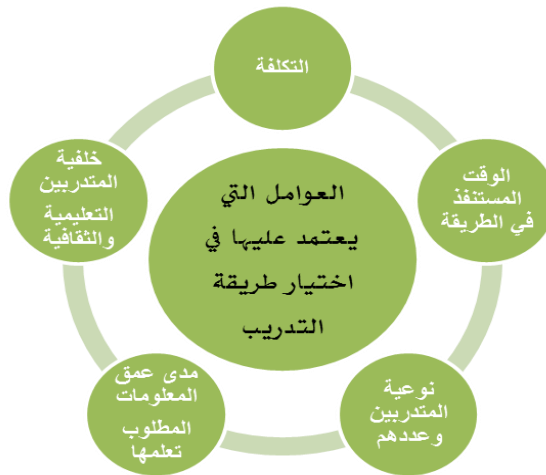 التكلفة
الوقت
المستنفذ
في الطريقة
نوعية
المتدربين
وعددهم
مدى عمق
المعلومات
المطلوب
تعلمها
خلفية
المتدربين
التعليمية
والثقافية
العوامل التي
يعتمد عليها في
اختيار طريقة
التدريب